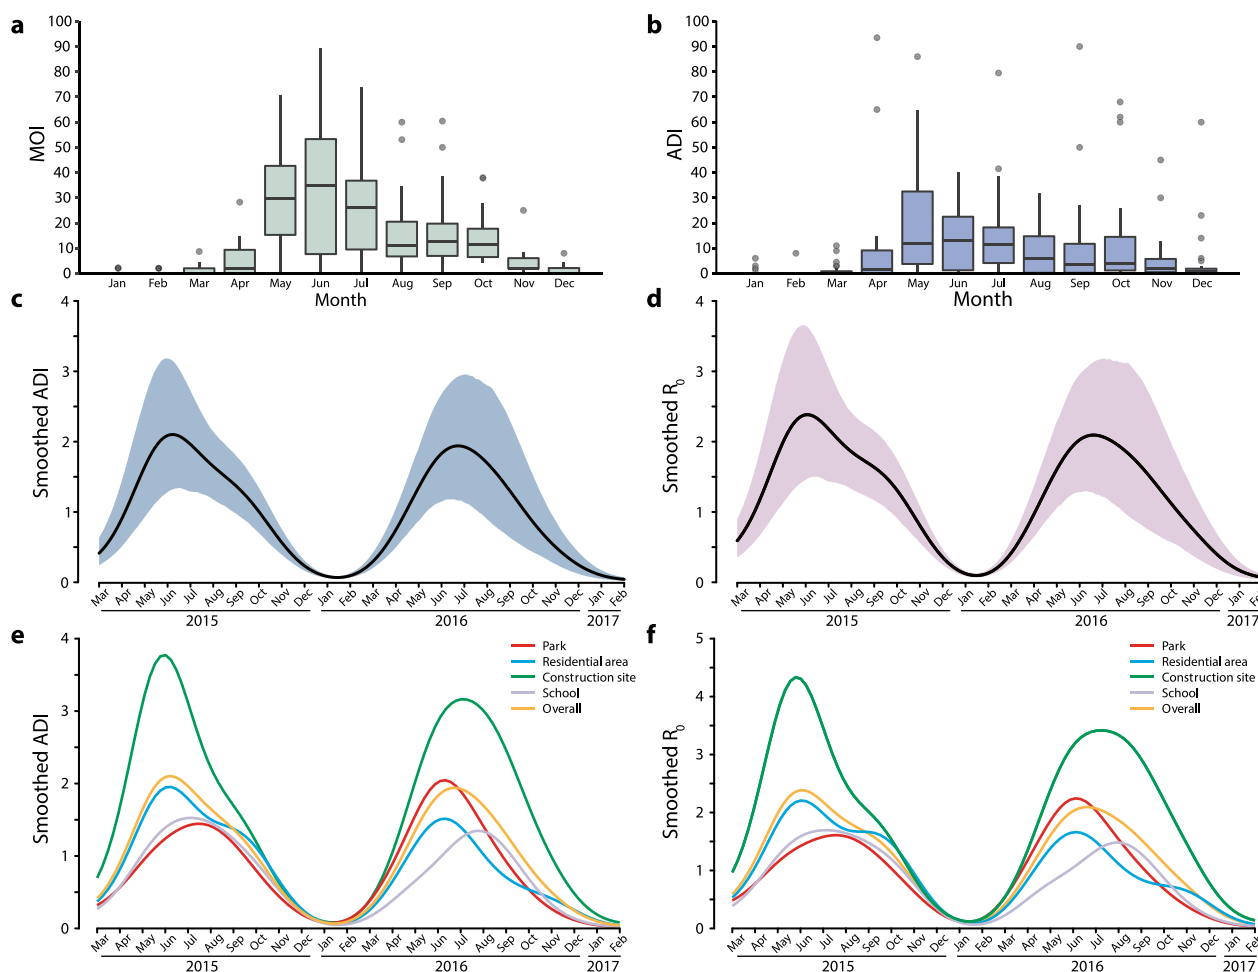 a
100
90
80
70
60
50
40
30
20
10
0
MOI
Jan Feb Mar Apr May Jun Jul Aug Sep Oct Nov Dec
Month
b
100
90
80
70
60
50
40
30
20
10
0
ADI
Jan Feb Mar Apr May Jun Jul Aug Sep Oct Nov Dec
Month
c
4
3
2
1
0
Smoothed ADI
Mar Apr May Jun Jul Aug Sep Oct Nov Dec Jan Feb Mar Apr May Jun Jul Aug Sep Oct Nov Dec Jan Feb
2015 2016 2017
d
4
3
2
1
0
Smoothed R0
Mar Apr May Jun Jul Aug Sep Oct Nov Dec Jan Feb Mar Apr May Jun Jul Aug Sep Oct Nov Dec Jan Fe
2015 2016 2017
e
4
3
2
1
0
Smoothed ADI
Park
Residential area
Construction site
School
Overall
Mar Apr May Jun Jul Aug Sep Oct Nov Dec Jan Feb Mar Apr May Jun Jul Aug Sep Oct Nov Dec Jan Feb
2015 2016 2017
f
5
4
3
2
1
0
Smoothed R0
Park
Residential area
Construction site
School
Overall
Mar Apr May Jun Jul Aug Sep Oct Nov Dec Jan Feb Mar Apr May Jun Jul Aug Sep Oct Nov Dec Jan Feb
2015 2016 2017